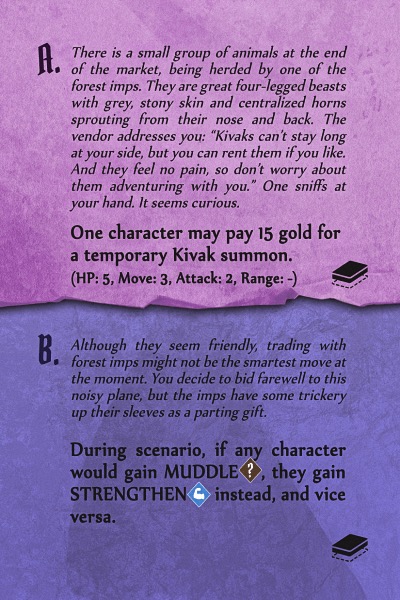 A.
There is a small group of animals at the end
of the market, being herded by one of the
forest imps. They are great four-legged beasts
with grey, stony skin and centralized horns
sprouting from their nose and back. The
vendor addresses you: "Kivaks can't stay long
at your side, but you can rent them if you like.
And they feel no pain, so don't worry about
them adventuring with you." One sniffs at
your hand. It seems curious.
One character may pay 15 gold for
a temporary Kivak summon.
(HP: 5, Move: 3, Attack: 2, Range: -)
B.
Although they seem friendly, trading with
forest imps might not be the smartest move at
the moment. You decide to bid farewell to this
noisy plane, but the imps have some trickery
up their sleeves as a parting gift.
During scenario, if any character
would gain MUDDLE ?, they gain
STRENGTHEN instead, and vice
versa.